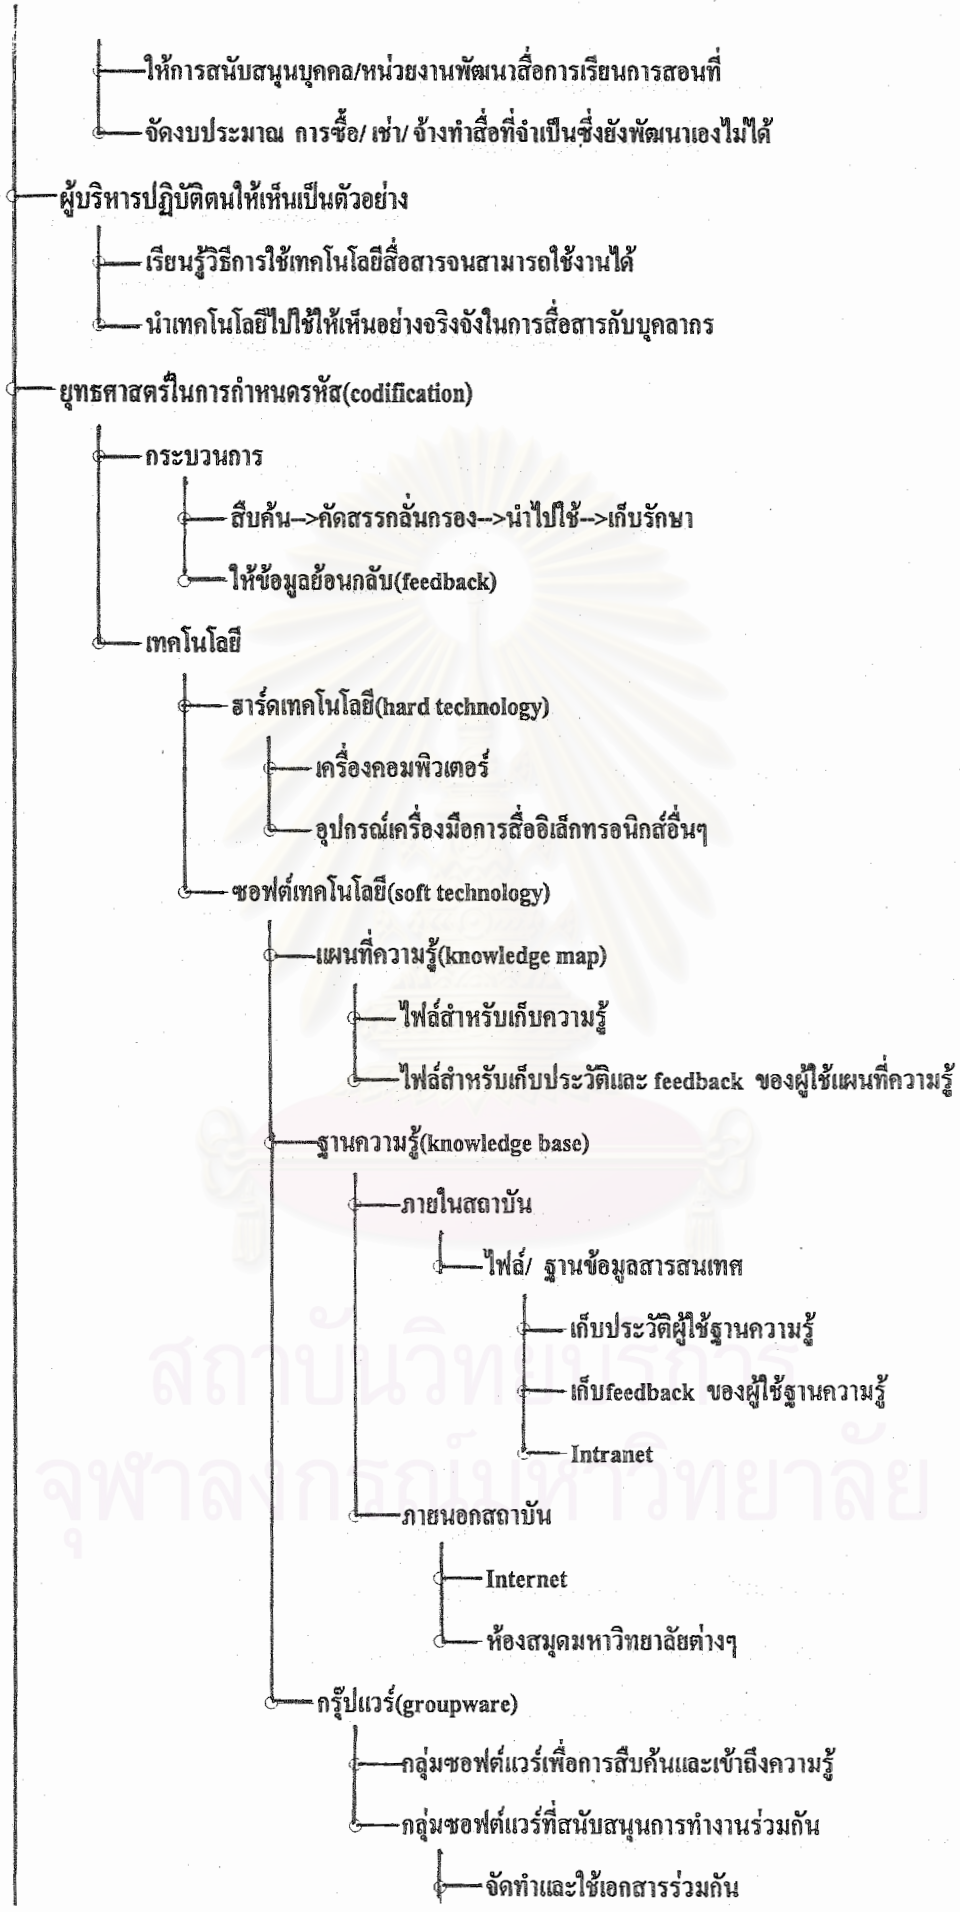 ให้การสนับสนุนบุคคล/หน่วยงานพัฒนาสื่อการเรียนการสอนที่
จัดงบประมาณ การซื้อ/ เช่า/ จ้างทำสื่อที่จำเป็นซึ่งยังพัฒนาเองไม่ได้
ผู้บริหารปฏิบัติตนให้เห็นเป็นตัวอย่าง
เรียนรู้วิธีการใช้เทคโนโลยีสื่อสารจนสามารถใช้งานได้
นำเทคโนโลยีไปใช้ให้เห็นอย่างจริงจังในการสื่อสารกับบุคลากร
ยุทธศาสตร์ในการกำหนดรหัส(codification)
กระบวนการ
สืบค้น-->คัดสรรกลั่นกรอง-->นำไปใช้-->เก็บรักษา
ให้ข้อมูลย้อนกลับ(feedback)
เทคโนโลยี
ฮาร์ดเทคโนโลยี(hard technology)
เครื่องคอมพิวเตอร์
อุปกรณ์เครื่องมือการสื่ออิเล็กทรอนิกส์อื่นๆ
ซอฟต์เทคโนโลยี(soft technology)
แผนที่ความรู้(knowledge map)
ไฟล์สำหรับเก็บความรู้
ไฟล์สำหรับเก็บประวัติและ feedback ของผู้ใช้แผนที่ความรู้
ฐานความรู้(knowledge base)
ภายในสถาบัน
ไฟล์/ ฐานข้อมูลสารสนเทศ
เก็บประวัติผู้ใช้ฐานความรู้
เก็บfeedback ของผู้ใช้ฐานความรู้
Intranet
ภายนอกสถาบัน
Internet
ห้องสมุดมหาวิทยาลัยต่างๆ
กรุ๊ปแวร์(groupware)
กลุ่มซอฟต์แวร์เพื่อการสืบค้นและเข้าถึงความรู้
กลุ่มซอฟต์แวร์ที่สนับสนุนการทำงานร่วมกัน
จัดทำและใช้เอกสารร่วมกัน
สถาบันวิทยบริการ
จุฬาลงกรณ์มหาวิทยาลัย